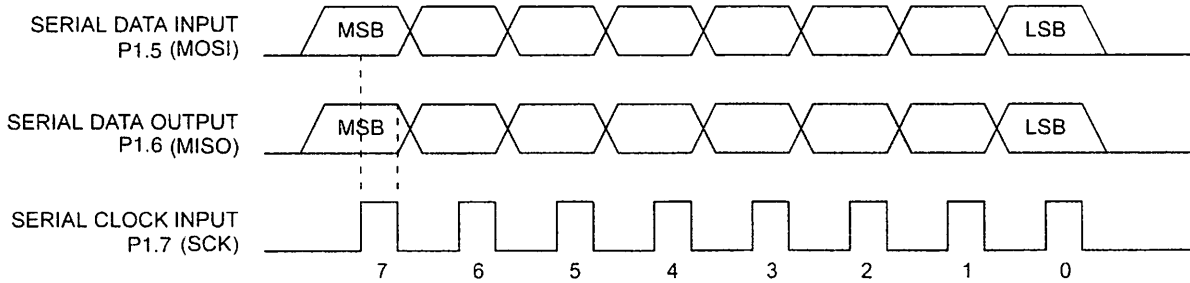 SERIAL DATA INPUT
P1.5 (MOSI)
MSB
LSB
SERIAL DATA OUTPUT
P1.6 (MISO)
MSB
LSB
SERIAL CLOCK INPUT
P1.7 (SCK)
7 6 5 4 3 2 1 0